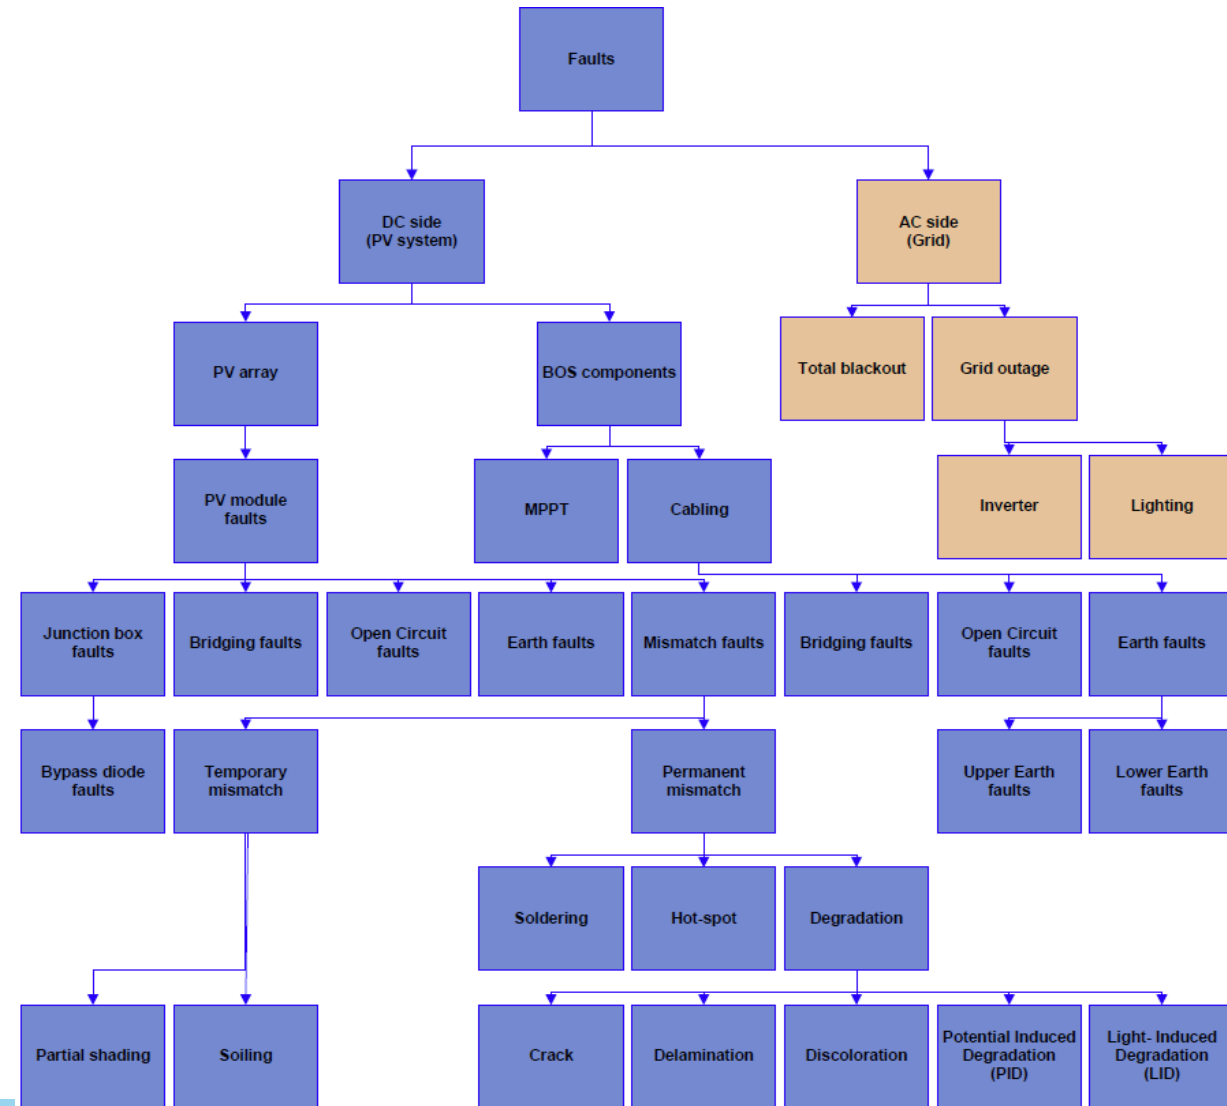 Faults
DC side
(PV system)
AC side
(Grid)
PV array
BOS components
Total blackout
Grid outage
PV module
faults
MPPT
Cabling
Inverter
Lighting
Junction box
faults
Bridging faults
Open Circuit
faults
Earth faults
Mismatch faults
Bridging faults
Open Circuit
faults
Earth faults
Bypass diode
faults
Temporary
mismatch
Permanent
mismatch
Upper Earth
faults
Lower Earth
faults
Soldering
Hot-spot
Degradation
Partial shading
Soiling
Crack
Delamination
Discoloration
Potential Induced
Degradation
(PID)
Light- Induced
Degradation
(LID)